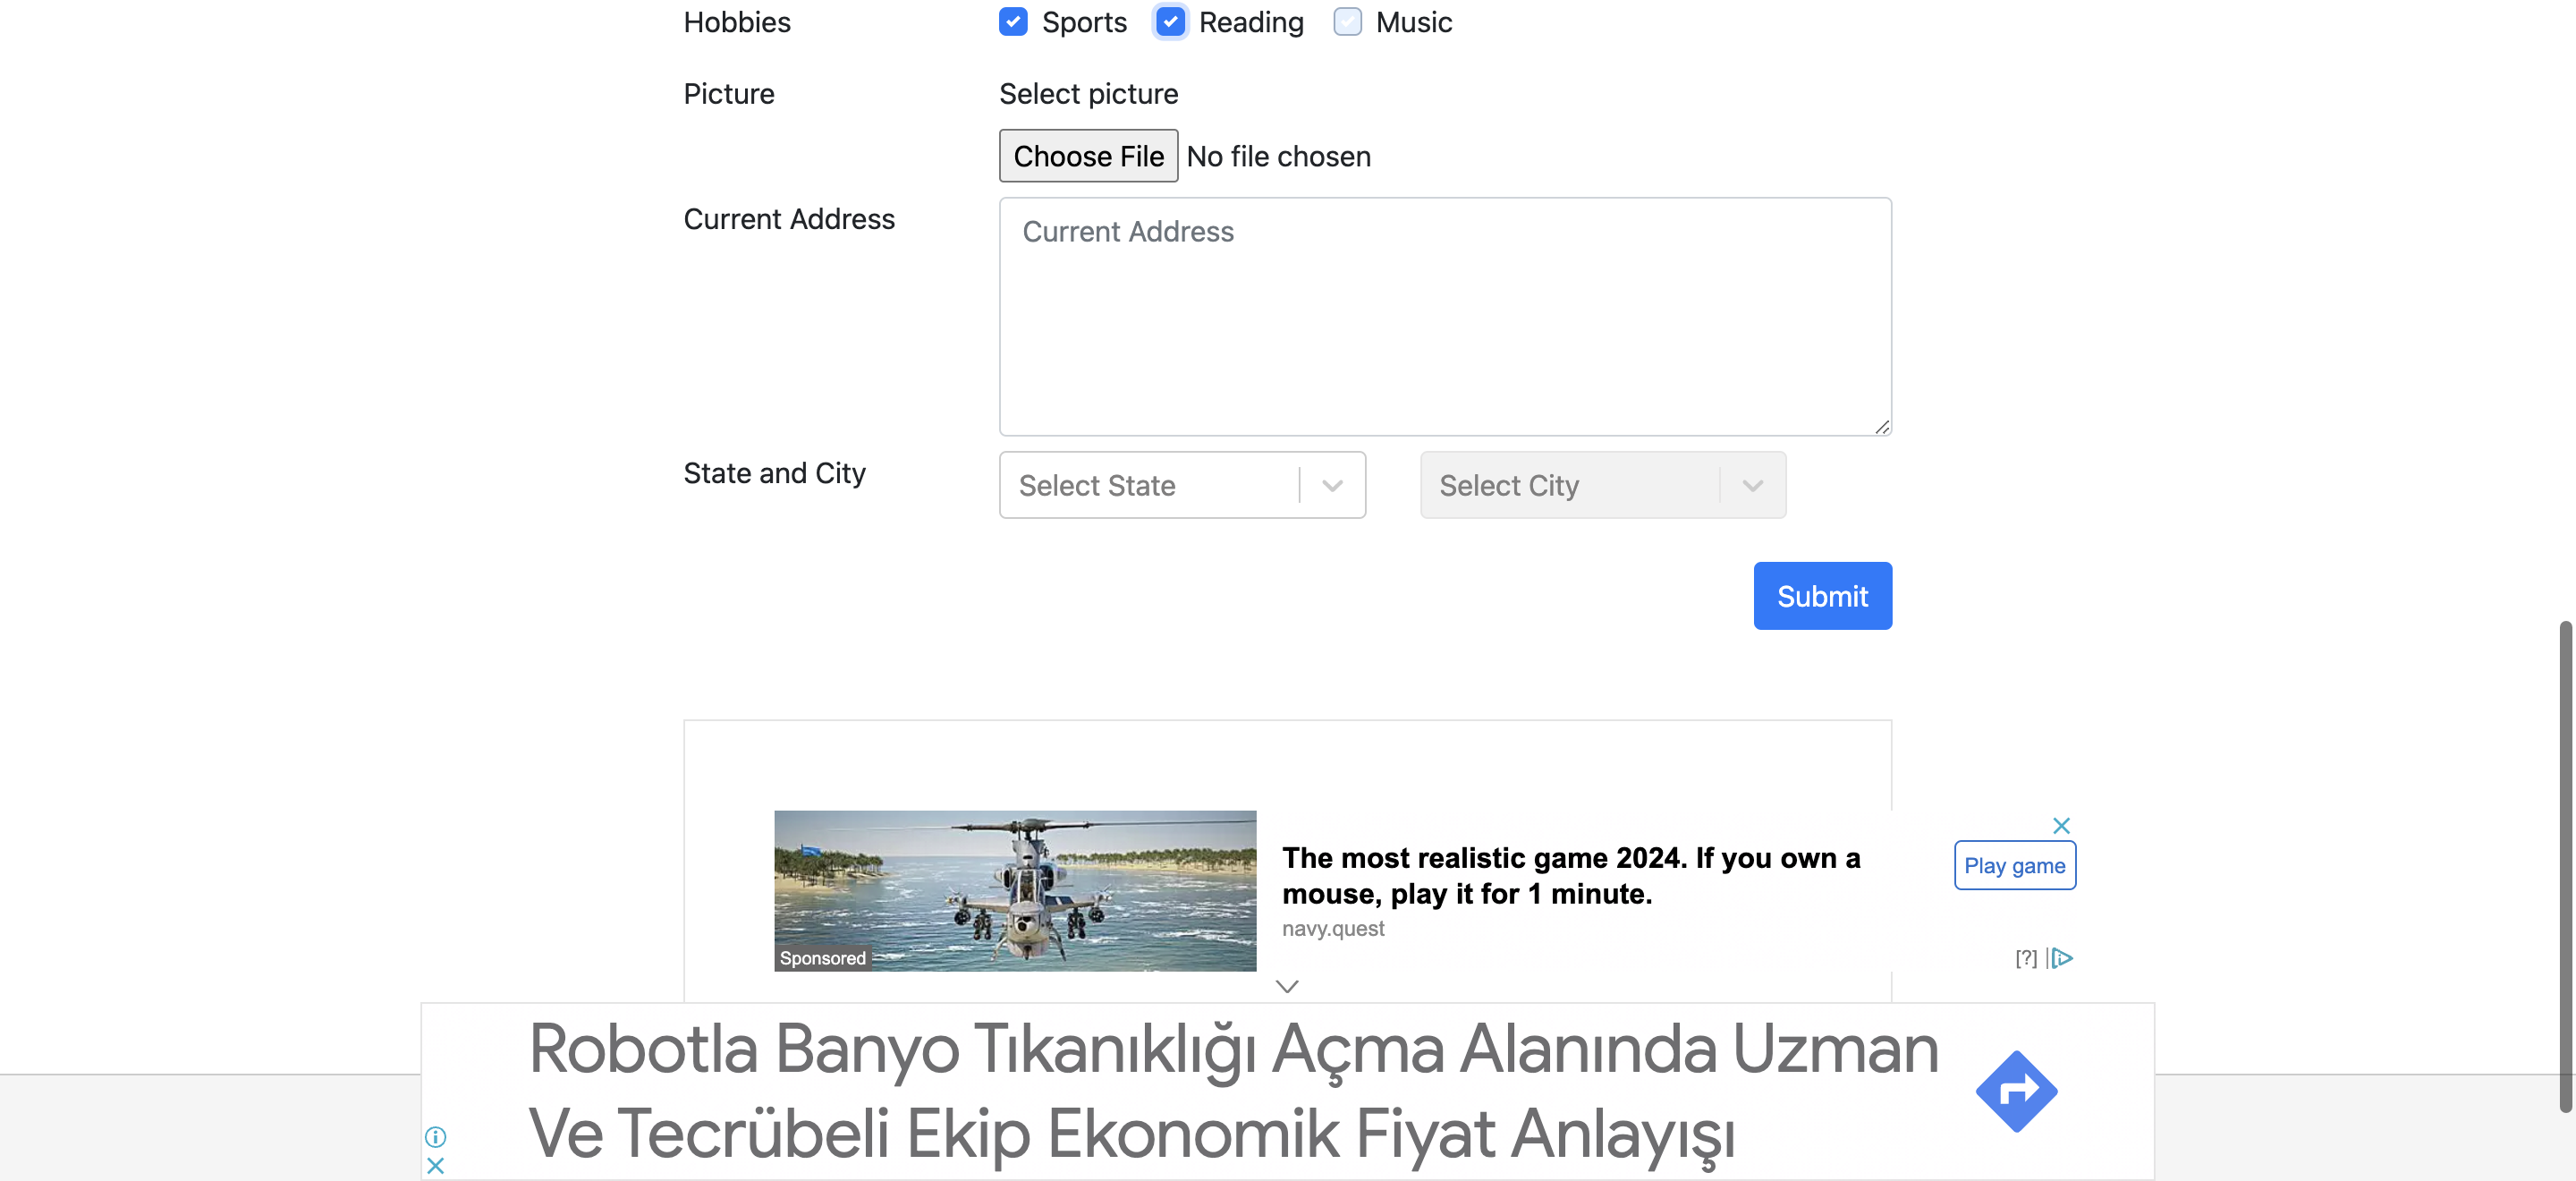 Hobbies Sports Reading Music
Picture Select picture
Choose File No file chosen
Current Address Current Address
State and City Select State Select City
Submit
The most realistic game 2024. If you own a
mouse, play it for 1 minute.
navy.quest
Play game
Sponsored
[?]
Robotla Banyo Tıkanıklığı Açma Alanında Uzman
Ve Tecrübeli Ekip Ekonomik Fiyat Anlayışı